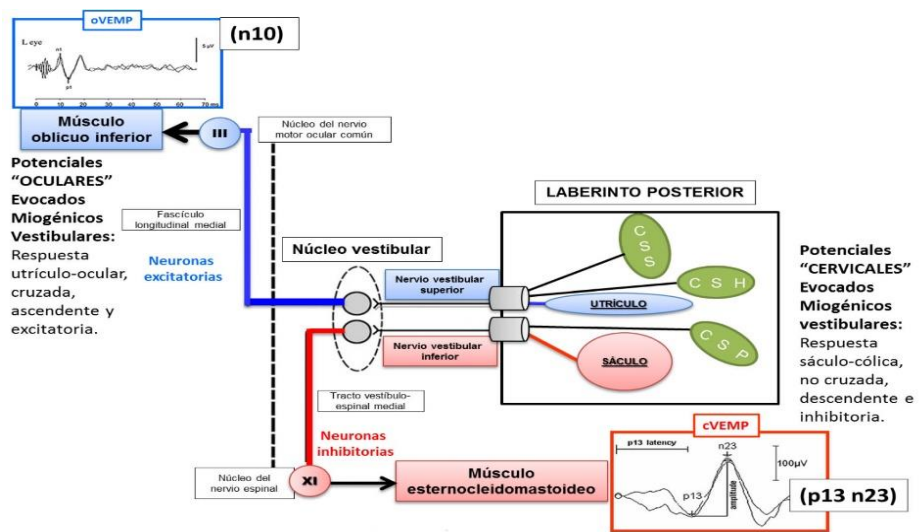 oVEMP
(n10)
L eye
n1
p1
5 µV
0 10 20 30 40 50 60 70 ms
Músculo
oblicuo inferior
III
Núcleo del nervio
motor ocular común
Potenciales
“OCULARES”
Evocados
Miogénicos
Vestibulares:
Respuesta
utrículo-ocular,
cruzada,
ascendente y
excitatoria.
Fascículo
longitudinal medial
Neuronas
excitatorias
Núcleo vestibular
Nervio vestibular
superior
Nervio vestibular
inferior
LABERINTO POSTERIOR
CSS
CSH
UTRÍCULO
CSP
SÁCULO
Potenciales
“CERVICALES”
Evocados
Miogénicos
vestibulares:
Respuesta
sáculo-cólica,
no cruzada,
descendente e
inhibitoria.
Tracto vestíbulo-
espinal medial
Neuronas
inhibitorias
Núcleo del
nervio espinal
XI
Músculo
esternocleidomastoideo
cVEMP
p13 latency
n23
100µV
p13
amplitude
(p13 n23)